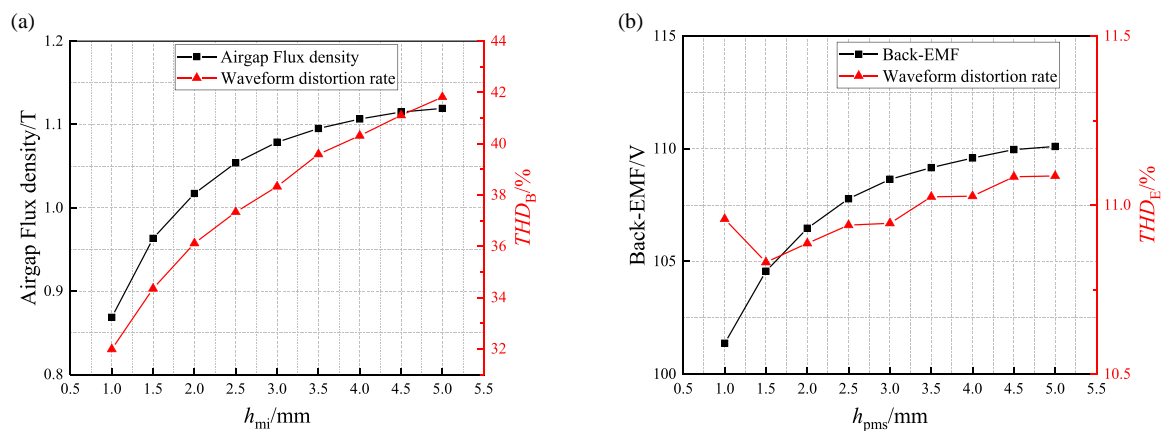 (a)
Airgap Flux density
Waveform distortion rate
Airgap Flux density/T
1.2
1.1
1.0
0.9
0.8
44
42
40
38
36
34
32
THD_B/%
0.5 1.0 1.5 2.0 2.5 3.0 3.5 4.0 4.5 5.0 5.5
h_mi/mm
(b)
Back-EMF
Waveform distortion rate
Back-EMF/V
115
110
105
100
11.5
11.0
10.5
THD_E/%
0.5 1.0 1.5 2.0 2.5 3.0 3.5 4.0 4.5 5.0 5.5
h_pms/mm